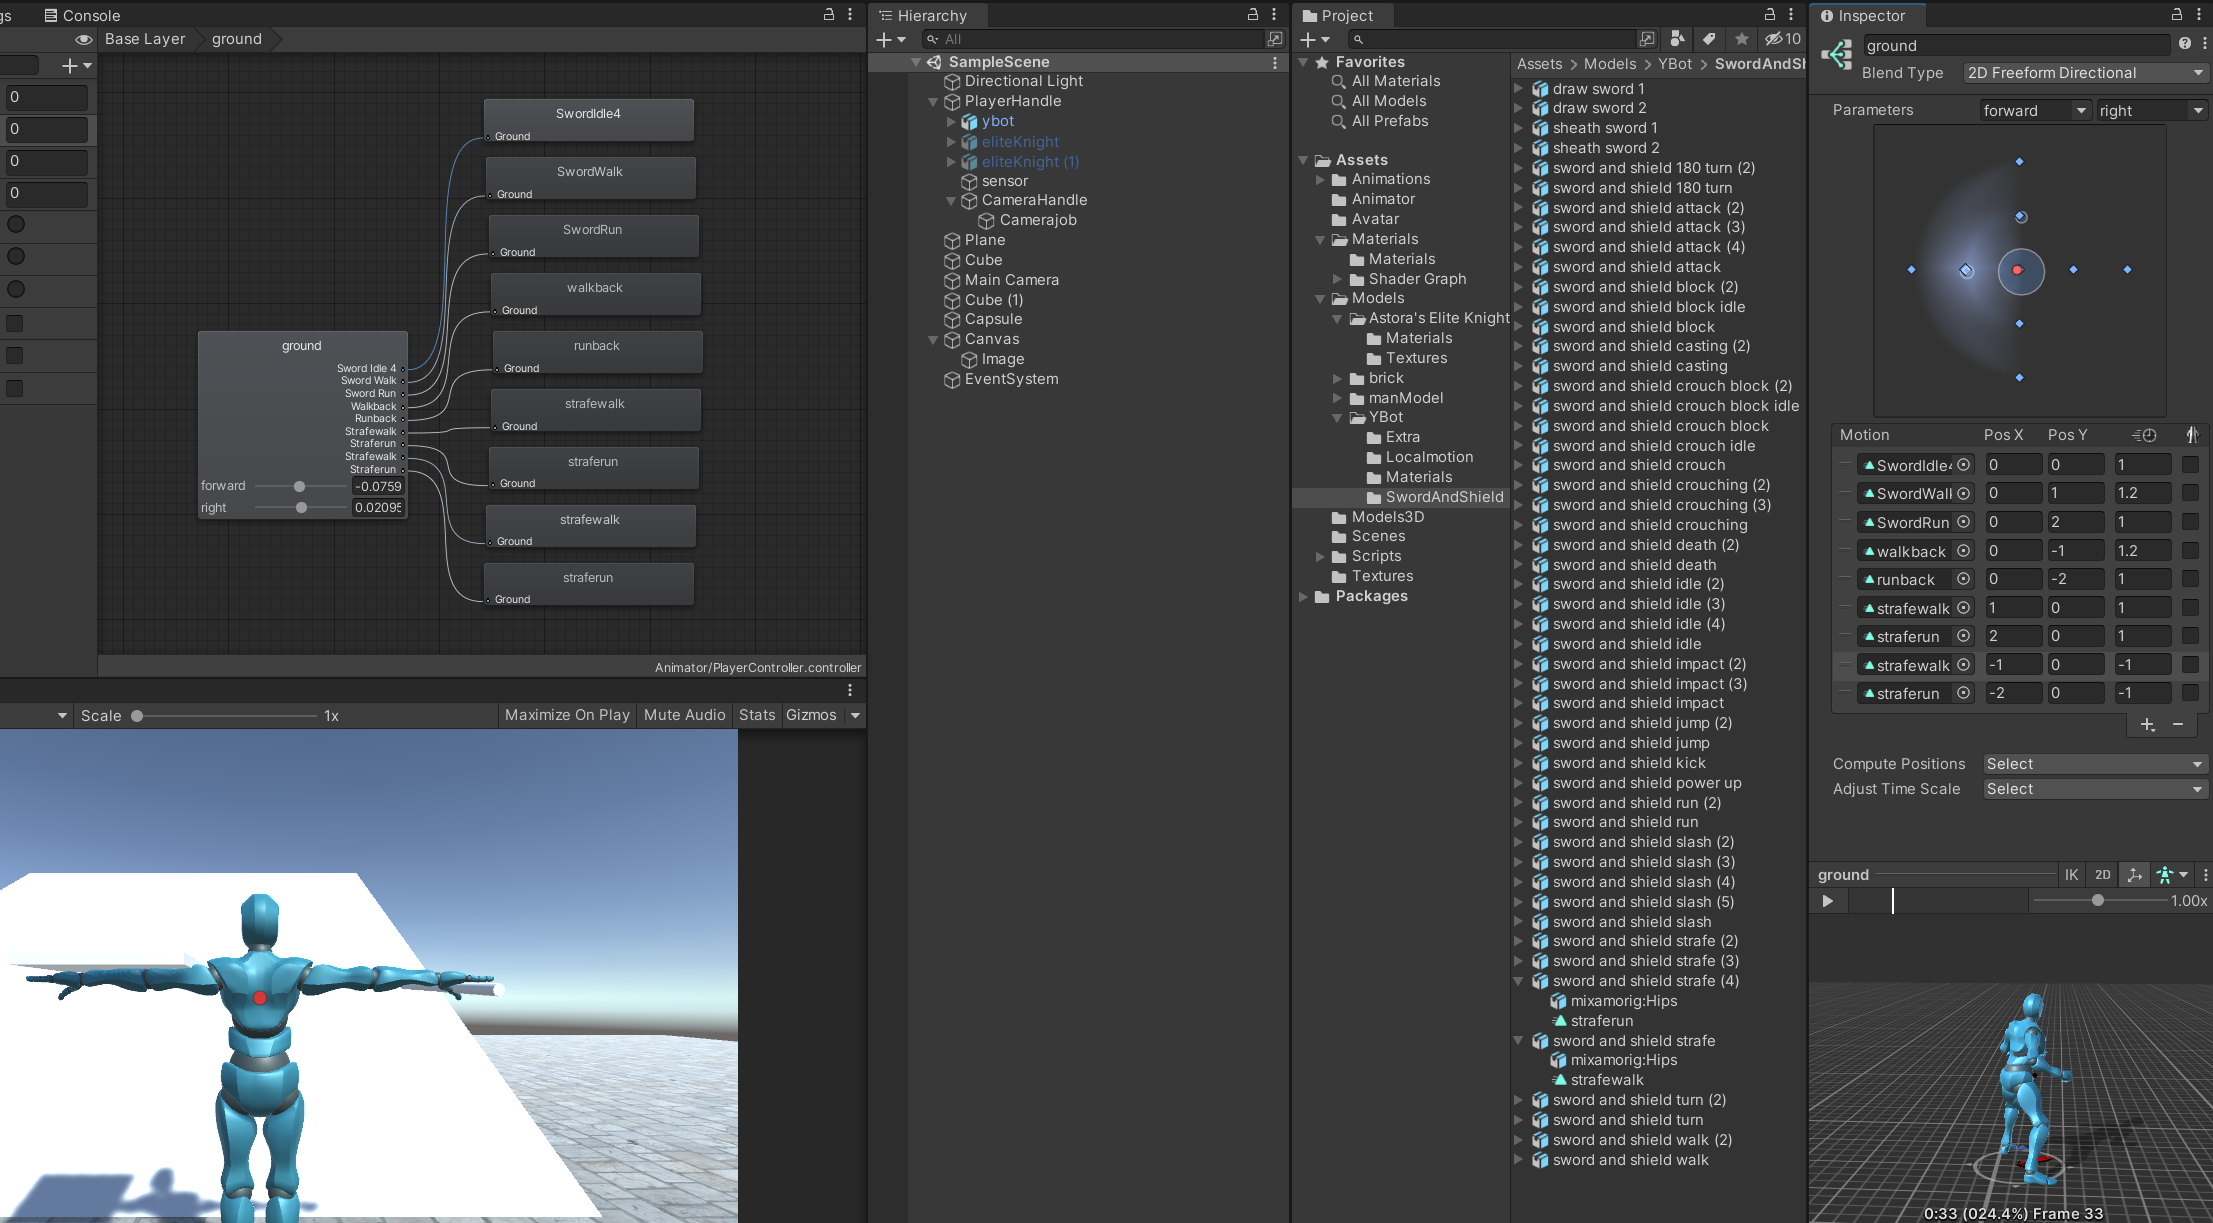 gs
Console
Base Layer
ground
0
0
0
0
SwordIdle4
Ground
SwordWalk
Ground
SwordRun
Ground
walkback
Ground
runback
Ground
strafewalk
Ground
straferun
Ground
strafewalk
Ground
straferun
Ground
ground
Sword Idle 4
Sword Walk
Sword Run
Walkback
Runback
Strafewalk
Straferun
Strafewalk
Straferun
forward -0.0759
right 0.02095
Animator/PlayerController.controller
Scale 1x Maximize On Play Mute Audio Stats Gizmos
Hierarchy
All
SampleScene
Directional Light
PlayerHandle
ybot
eliteKnight
eliteKnight (1)
sensor
CameraHandle
Camerajob
Plane
Cube
Main Camera
Cube (1)
Capsule
Canvas
Image
EventSystem
Project
10
Favorites
All Materials
All Models
All Prefabs
Assets
Animations
Animator
Avatar
Materials
Materials
Shader Graph
Models
Astora's Elite Knight
Materials
Textures
brick
manModel
YBot
Extra
Localmotion
Materials
SwordAndShield
Models3D
Scenes
Scripts
Textures
Packages
Assets > Models > YBot > SwordAndSh
draw sword 1
draw sword 2
sheath sword 1
sheath sword 2
sword and shield 180 turn (2)
sword and shield 180 turn
sword and shield attack (2)
sword and shield attack (3)
sword and shield attack (4)
sword and shield attack
sword and shield block (2)
sword and shield block idle
sword and shield block
sword and shield casting (2)
sword and shield casting
sword and shield crouch block (2)
sword and shield crouch block idle
sword and shield crouch block
sword and shield crouch idle
sword and shield crouch
sword and shield crouching (2)
sword and shield crouching (3)
sword and shield crouching
sword and shield death (2)
sword and shield death
sword and shield idle (2)
sword and shield idle (3)
sword and shield idle (4)
sword and shield idle
sword and shield impact (2)
sword and shield impact (3)
sword and shield impact
sword and shield jump (2)
sword and shield jump
sword and shield kick
sword and shield power up
sword and shield run (2)
sword and shield run
sword and shield slash (2)
sword and shield slash (3)
sword and shield slash (4)
sword and shield slash (5)
sword and shield slash
sword and shield strafe (2)
sword and shield strafe (3)
sword and shield strafe (4)
mixamorig:Hips
straferun
sword and shield strafe
mixamorig:Hips
strafewalk
sword and shield turn (2)
sword and shield turn
sword and shield walk (2)
sword and shield walk
Inspector
ground
Blend Type 2D Freeform Directional
Parameters forward right
Motion Pos X Pos Y
SwordIdle4 0 0 1
SwordWalk 0 1 1.2
SwordRun 0 2 1
walkback 0 -1 1.2
runback 0 -2 1
strafewalk 1 0 1
straferun 2 0 1
strafewalk -1 0 -1
straferun -2 0 -1
Compute Positions Select
Adjust Time Scale Select
ground IK 2D
1.00x
0:33 (024.4%) Frame 33